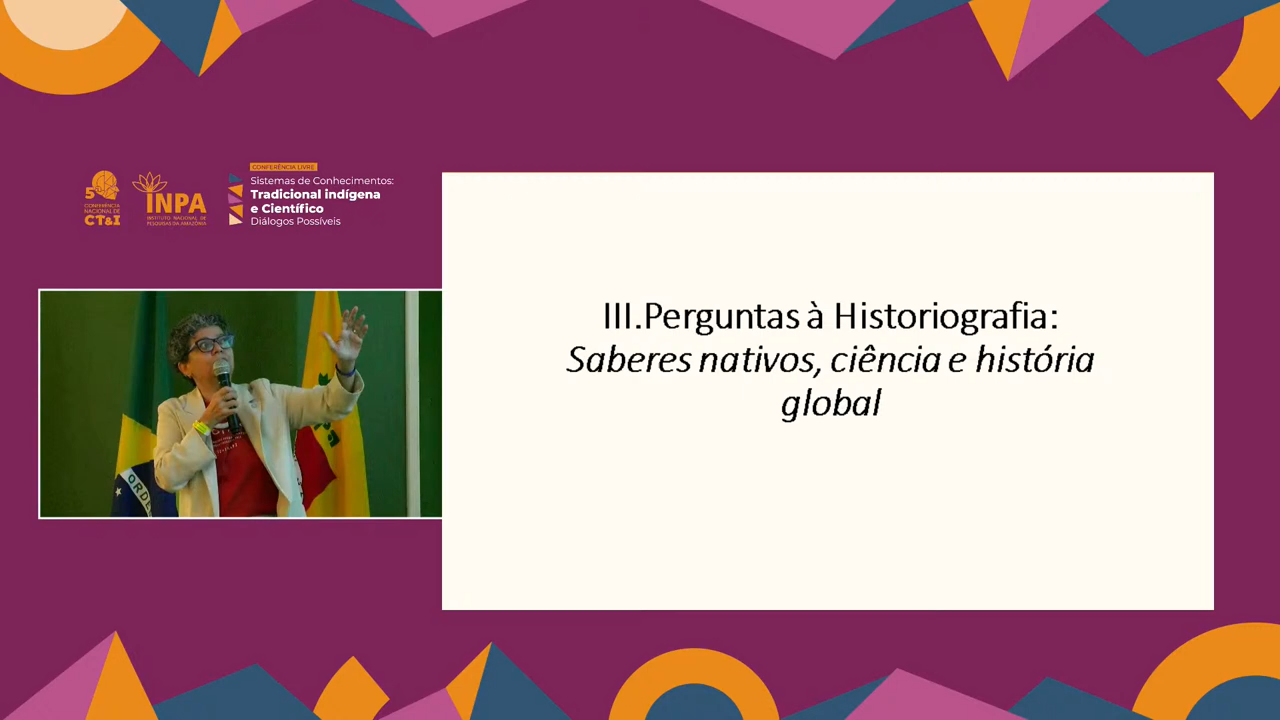 5ª
CONFERÊNCIA
NACIONAL DE
CT&I
INPA
INSTITUTO NACIONAL DE
PESQUISAS DA AMAZÔNIA
CONFERÊNCIA LIVRE
Sistemas de Conhecimentos:
Tradicional indígena
e Científico
Diálogos Possíveis
ORDE
III.Perguntas à Historiografia:
Saberes nativos, ciência e história
global